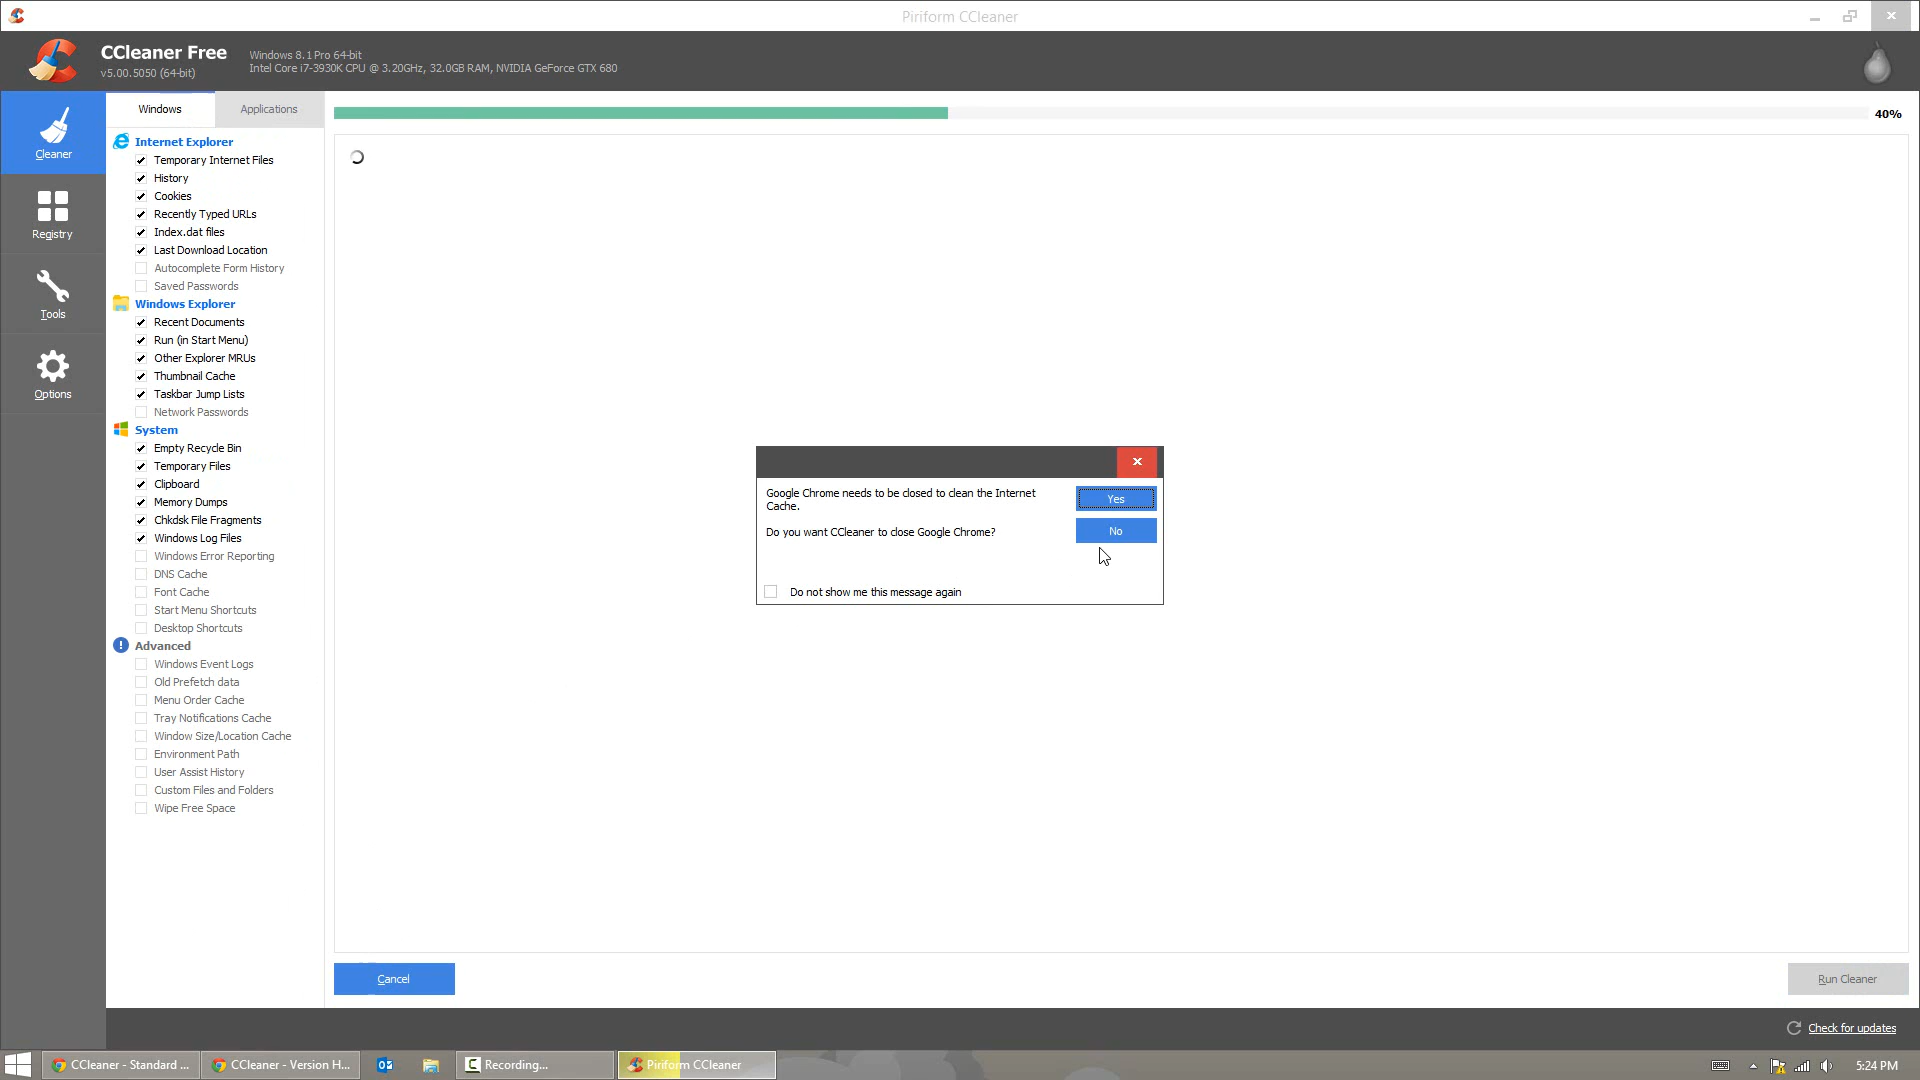 Piriform CCleaner
CCleaner Free
v5.00.5050 (64-bit)
Windows 8.1 Pro 64-bit
Intel Core i7-3930K CPU @ 3.20GHz, 32.0GB RAM, NVIDIA GeForce GTX 680
Cleaner
Registry
Tools
Options
Windows
Applications
Internet Explorer
Temporary Internet Files
History
Cookies
Recently Typed URLs
Index.dat files
Last Download Location
Autocomplete Form History
Saved Passwords
Windows Explorer
Recent Documents
Run (in Start Menu)
Other Explorer MRUs
Thumbnail Cache
Taskbar Jump Lists
Network Passwords
System
Empty Recycle Bin
Temporary Files
Clipboard
Memory Dumps
Chkdsk File Fragments
Windows Log Files
Windows Error Reporting
DNS Cache
Font Cache
Start Menu Shortcuts
Desktop Shortcuts
Advanced
Windows Event Logs
Old Prefetch data
Menu Order Cache
Tray Notifications Cache
Window Size/Location Cache
Environment Path
User Assist History
Custom Files and Folders
Wipe Free Space
40%
Google Chrome needs to be closed to clean the Internet
Cache.
Do you want CCleaner to close Google Chrome?
Yes
No
Do not show me this message again
Cancel
Run Cleaner
Check for updates
CCleaner - Standard ...
CCleaner - Version H...
Recording...
Piriform CCleaner
5:24 PM